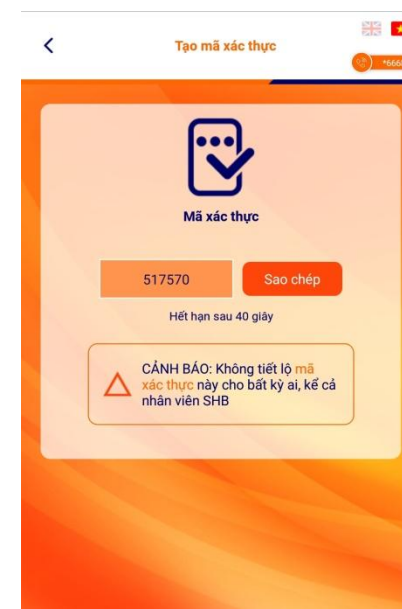 Tạo mã xác thực
*666
Mã xác thực
517570
Sao chép
Hết hạn sau 40 giây
CẢNH BÁO: Không tiết lộ mã
xác thực này cho bất kỳ ai, kể cả
nhân viên SHB